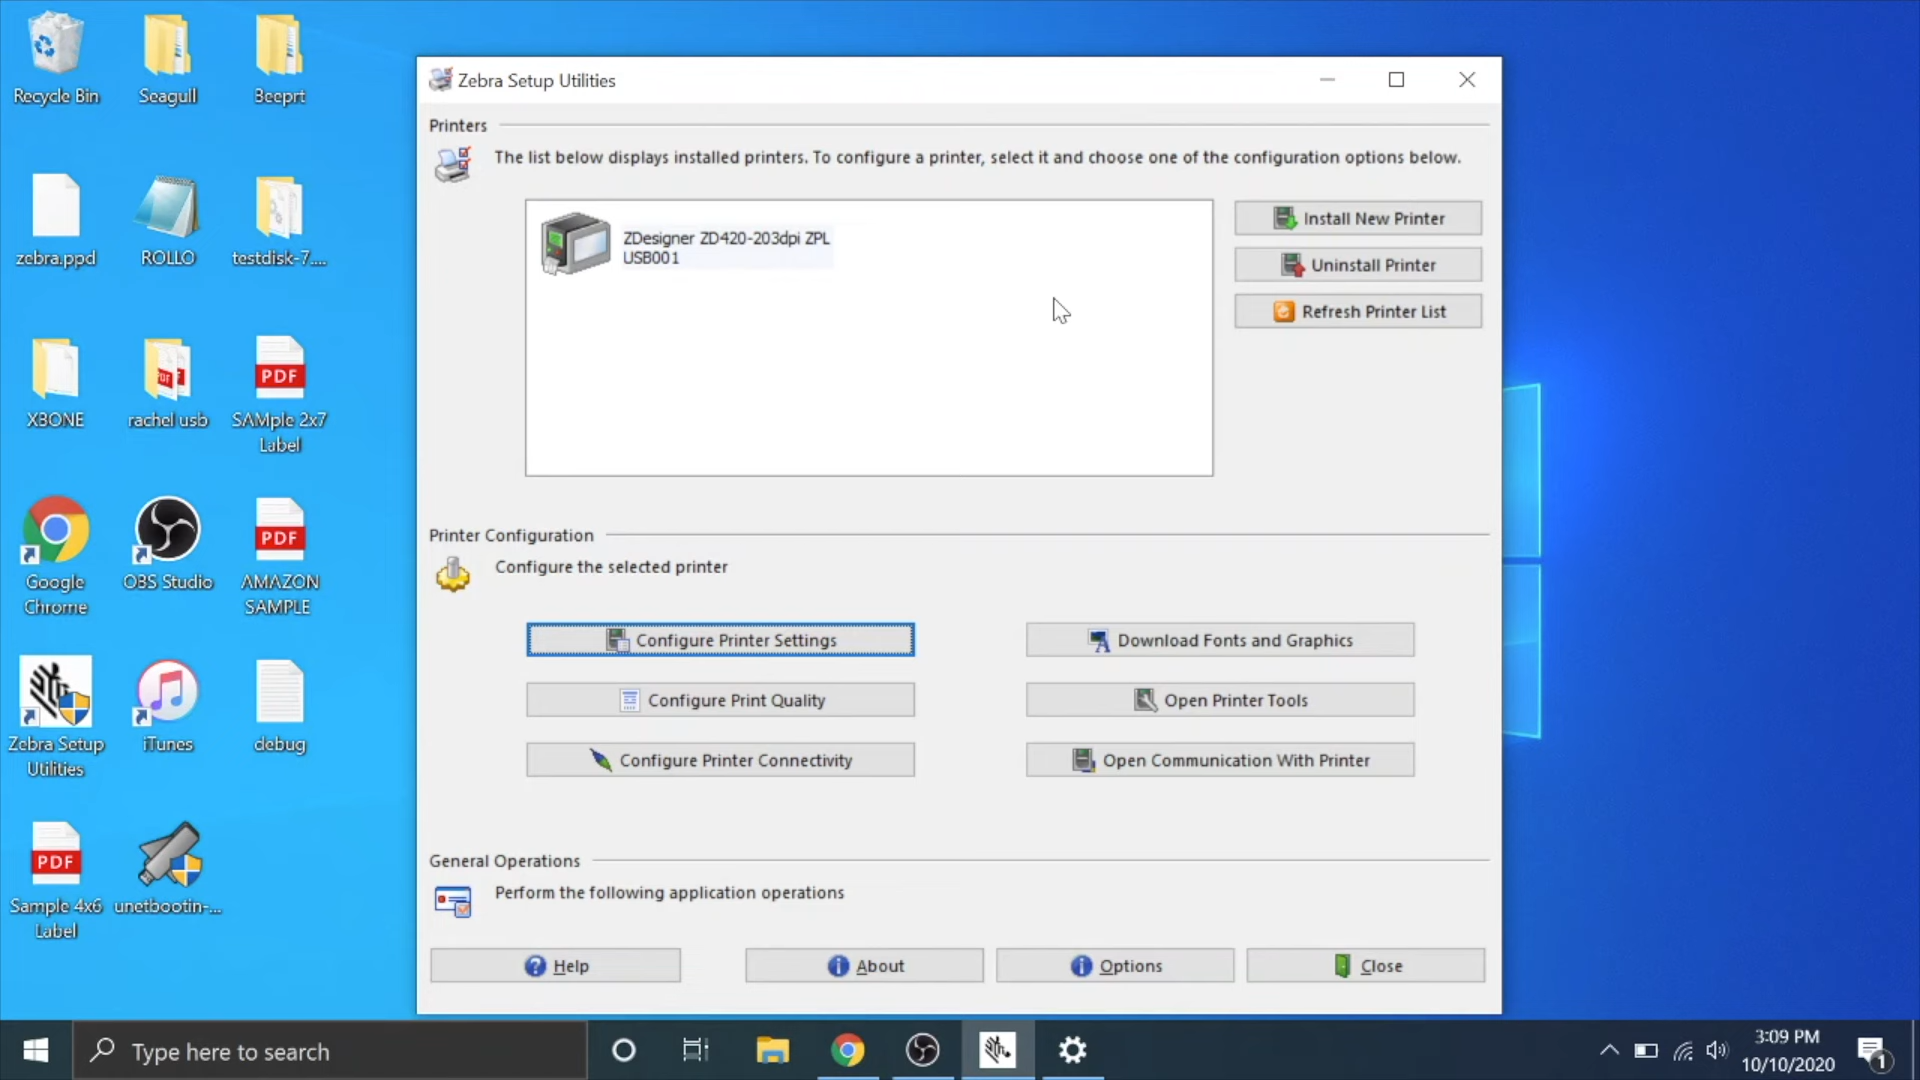 Recycle Bin
Seagull
Beeprt
zebra.ppd
ROLLO
testdisk-7....
XBONE
rachel usb
SAMple 2x7
Label
PDF
Google
Chrome
OBS Studio
AMAZON
SAMPLE
PDF
Zebra Setup
Utilities
iTunes
debug
PDF
Sample 4x6
Label
unetbootin-...
Zebra Setup Utilities
Printers
The list below displays installed printers. To configure a printer, select it and choose one of the configuration options below.
ZDesigner ZD420-203dpi ZPL
USB001
Install New Printer
Uninstall Printer
Refresh Printer List
Printer Configuration
Configure the selected printer
Configure Printer Settings
Download Fonts and Graphics
Configure Print Quality
Open Printer Tools
Configure Printer Connectivity
Open Communication With Printer
General Operations
Perform the following application operations
Help
About
Options
Close
Type here to search
3:09 PM
10/10/2020
1